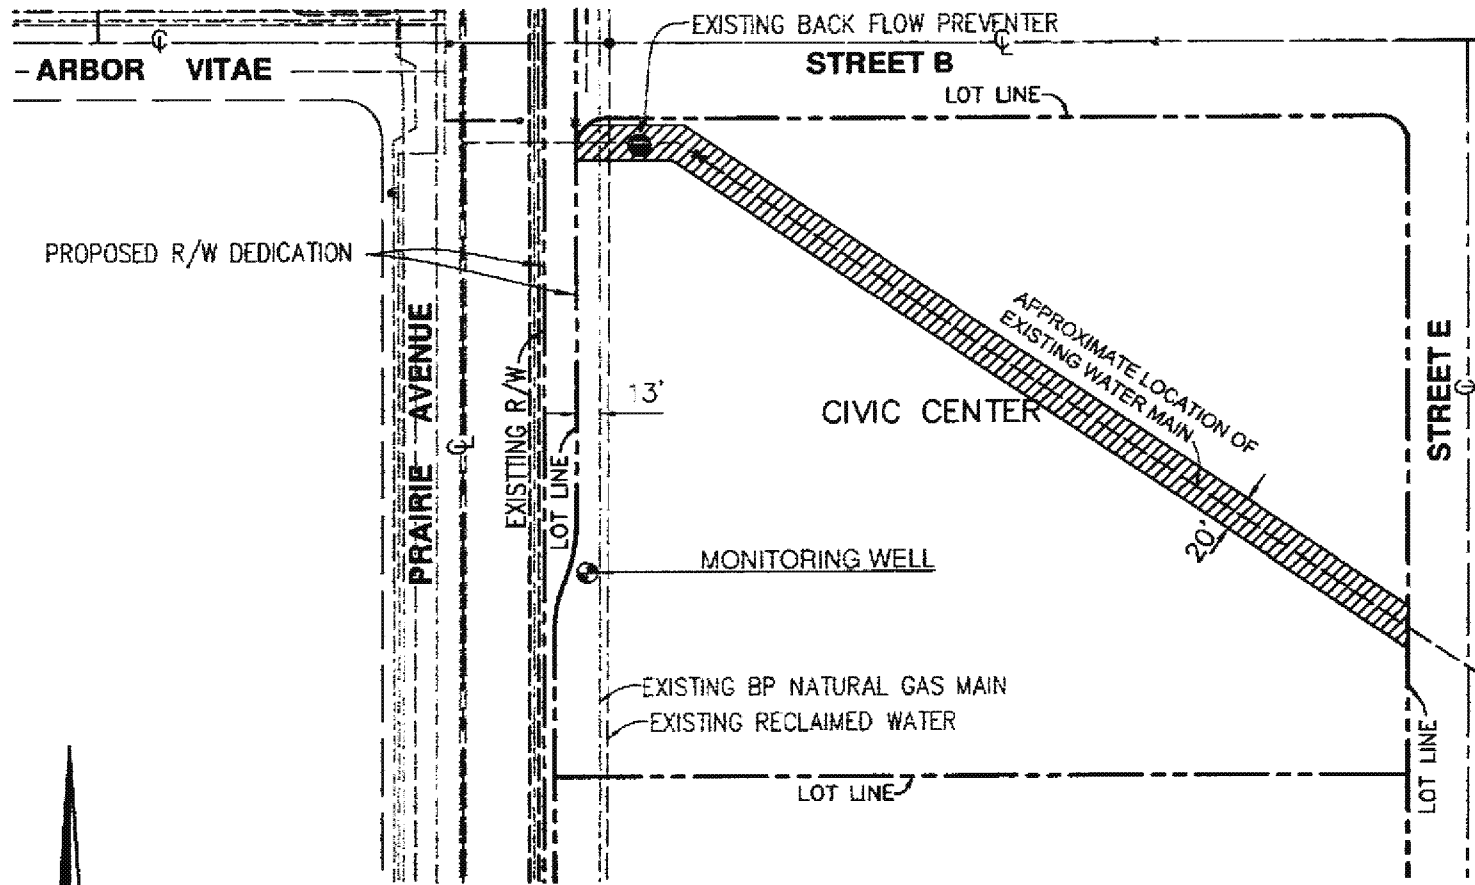 EXISTING BACK FLOW PREVENTER
ARBOR VITAE
STREET B
LOT LINE
PROPOSED R/W DEDICATION
PRAIRIE AVENUE
EXISTING R/W
LOT LINE
13'
CIVIC CENTER
APPROXIMATE LOCATION OF
EXISTING WATER MAIN
20'
STREET E
MONITORING WELL
EXISTING BP NATURAL GAS MAIN
EXISTING RECLAIMED WATER
LOT LINE
LOT LINE